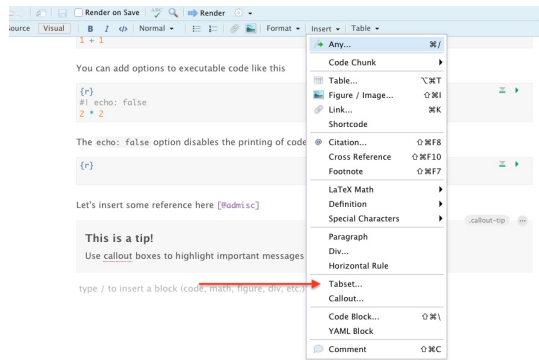 Render on Save Render
Source Visual B I </> Normal Format Insert Table
1 + 1
You can add options to executable code like this
{r}
#| echo: false
2 * 2
The echo: false option disables the printing of code
{r}
Let's insert some reference here [@admisc]
.callout-tip
This is a tip!
Use callout boxes to highlight important messages
type / to insert a block (code, math, figure, div, etc.)
Any... ⌘/
Code Chunk
Table... ⌥⌘T
Figure / Image... ⇧⌘I
Link... ⌘K
Shortcode
@ Citation... ⇧⌘F8
Cross Reference ⇧⌘F10
Footnote ⇧⌘F7
LaTeX Math
Definition
Special Characters
Paragraph
Div...
Horizontal Rule
Tabset...
Callout...
Code Block... ⇧⌘\
YAML Block
Comment ⇧⌘C